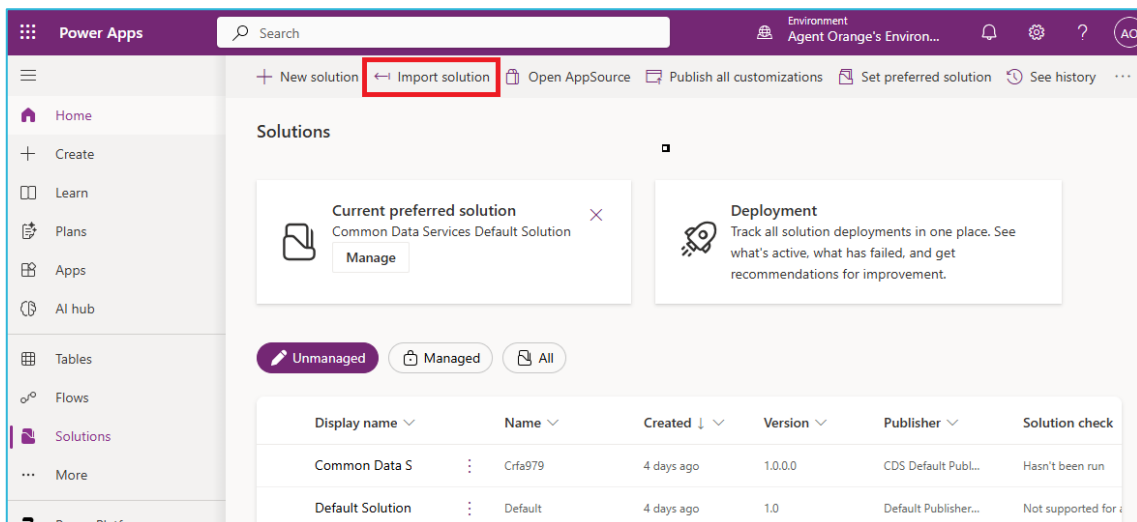 Power Apps
Search
Environment
Agent Orange's Environ...
?
AO
New solution
Import solution
Open AppSource
Publish all customizations
Set preferred solution
See history
...
Home
Create
Learn
Plans
Apps
AI hub
Tables
Flows
Solutions
More
Solutions
Current preferred solution
Common Data Services Default Solution
Manage
Deployment
Track all solution deployments in one place. See
what's active, what has failed, and get
recommendations for improvement.
Unmanaged
Managed
All
Display name Name Created ↓ Version Publisher Solution check
Common Data S Crfa979 4 days ago 1.0.0.0 CDS Default Publ... Hasn't been run
Default Solution Default 4 days ago 1.0 Default Publisher... Not supported for